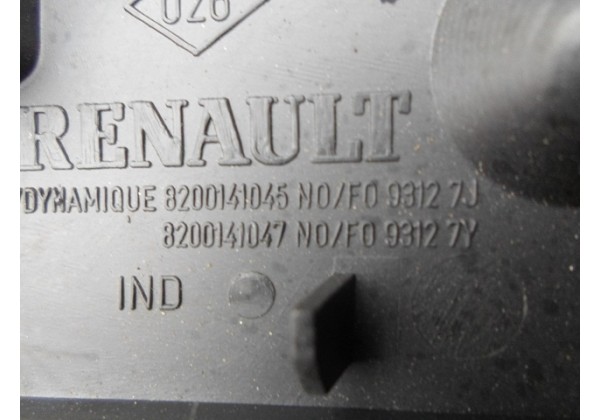 026
RENAULT
DYNAMIQUE 8200141045 NO/FO 9312 7J
8200141047 NO/FO 9312 7Y
IND